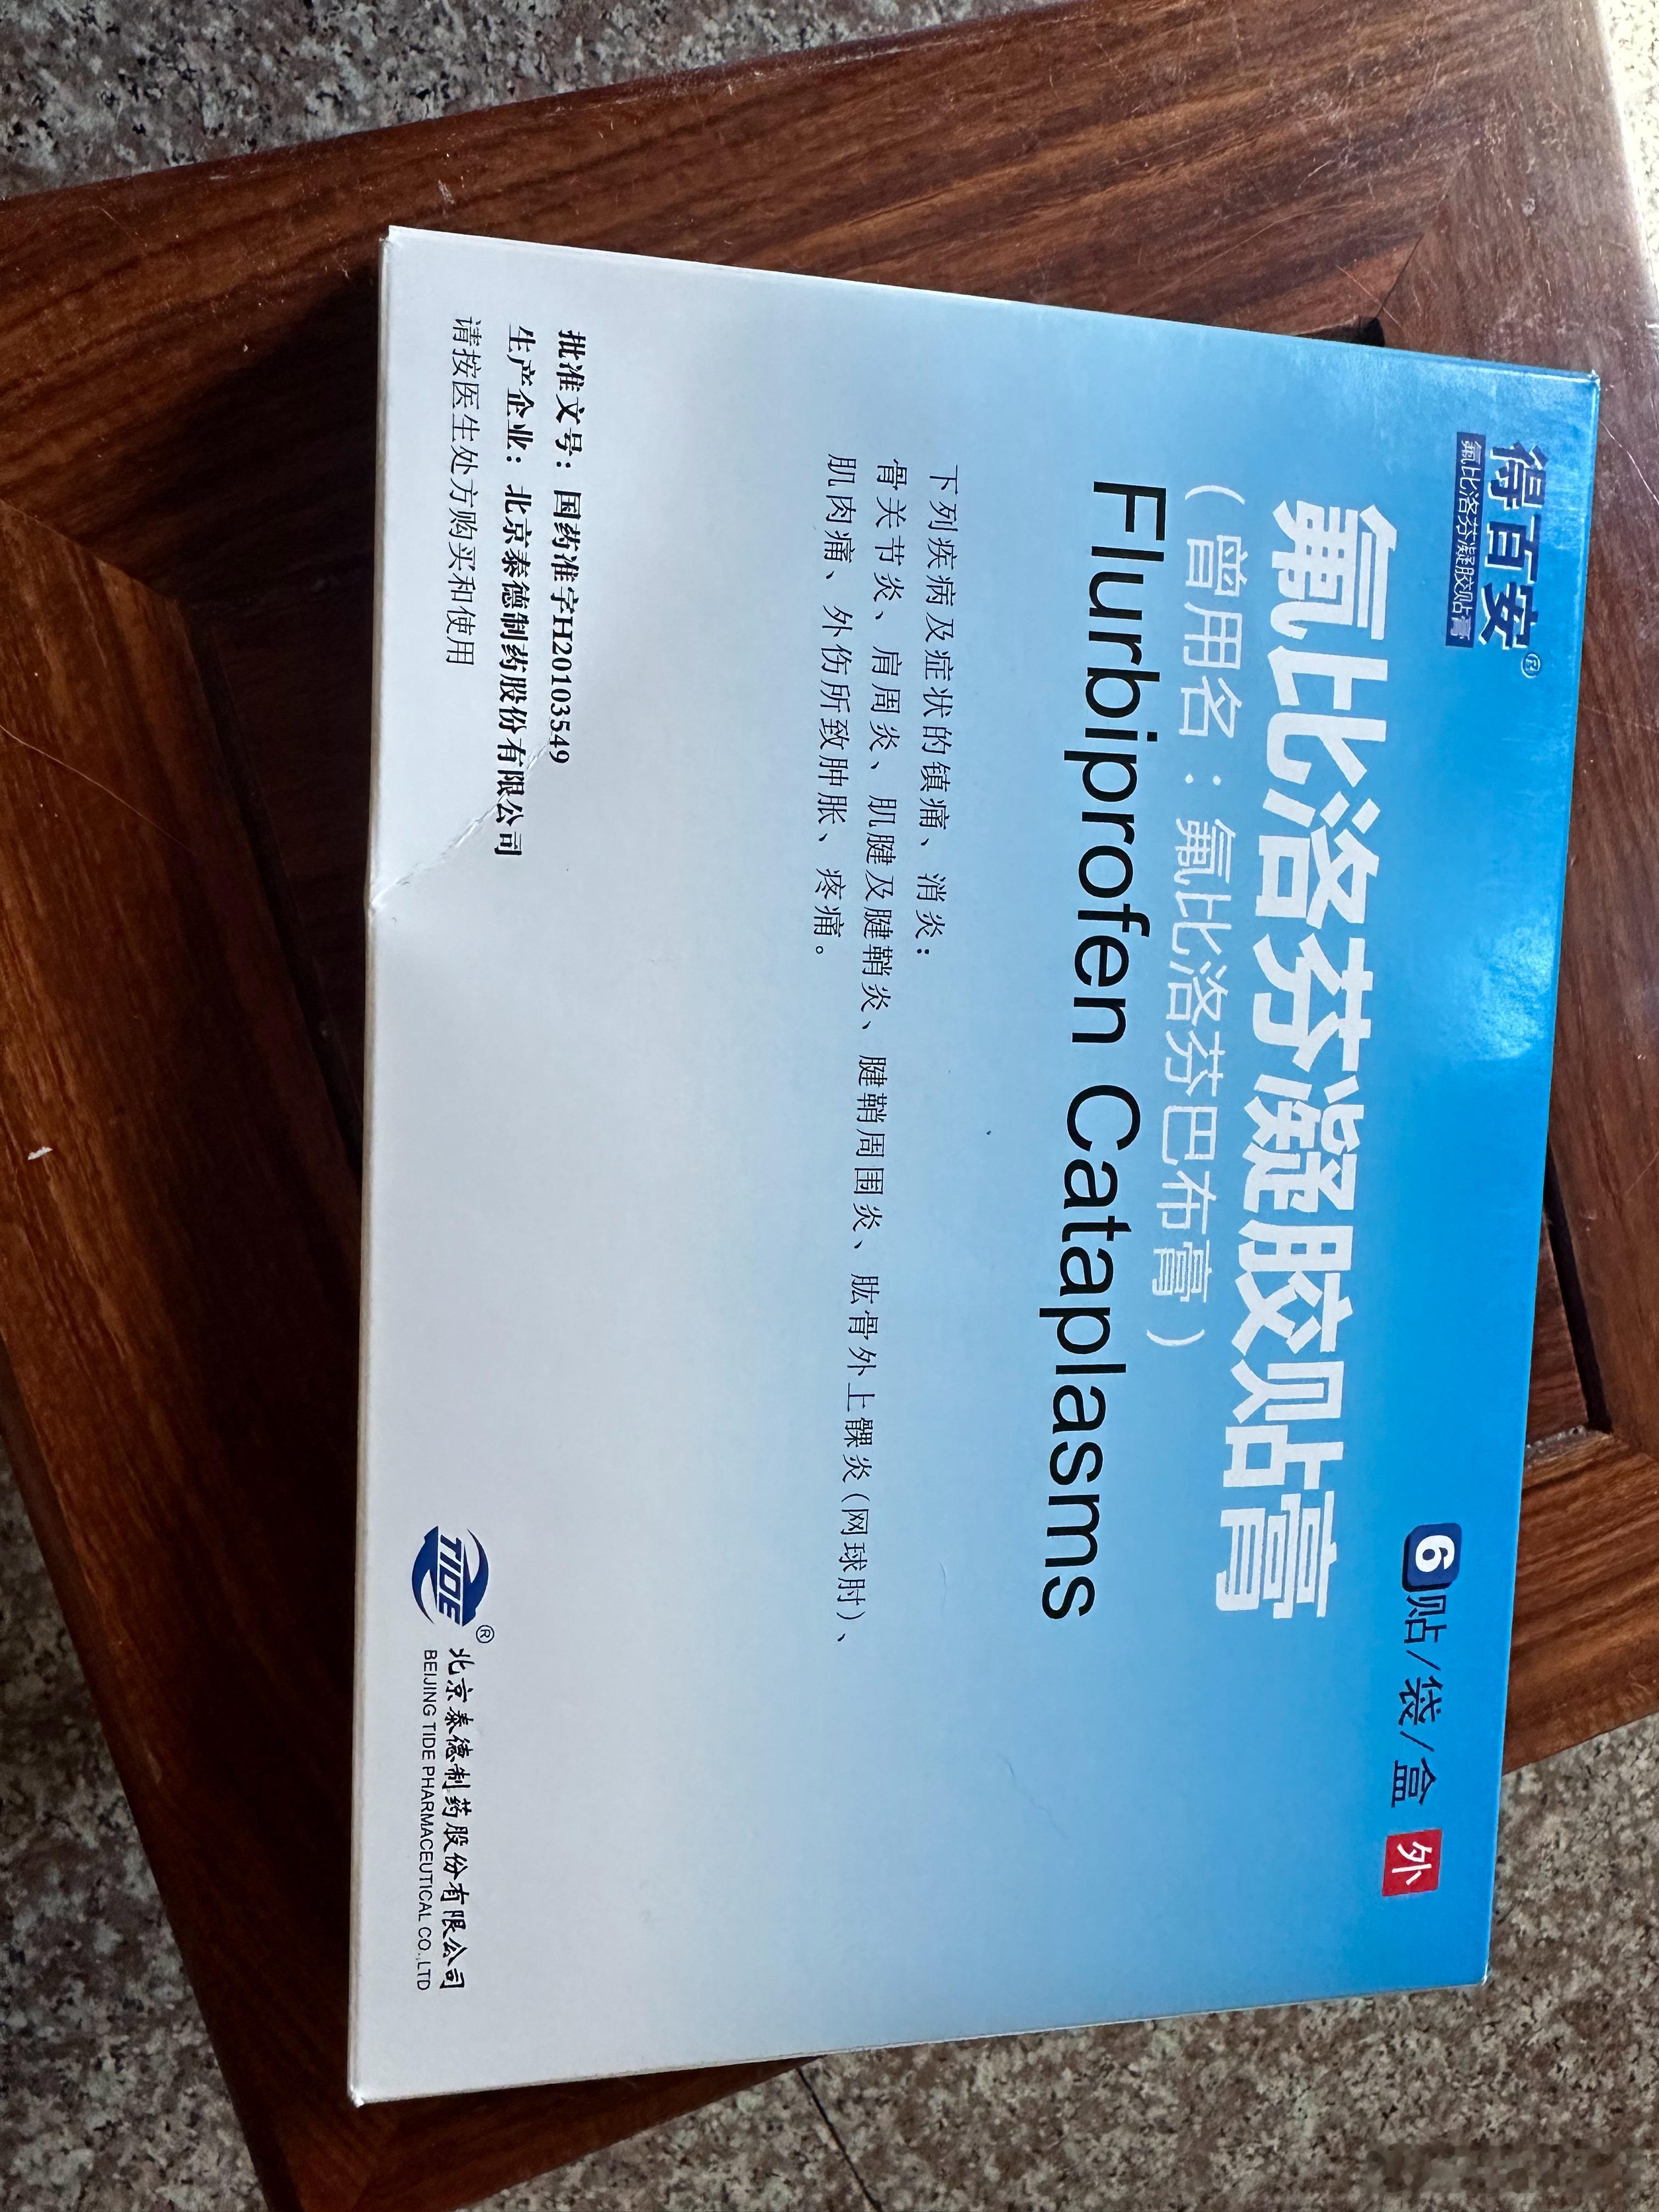 得百安®
氟比洛芬凝胶贴膏
6贴/袋/盒 外
氟比洛芬凝胶贴膏
（曾用名：氟比洛芬巴布膏）
Flurbiprofen Cataplasms
下列疾病及症状的镇痛、消炎：
骨关节炎、肩周炎、肌腱及腱鞘炎、腱鞘周围炎、肱骨外上髁炎（网球肘）、
肌肉痛、外伤所致肿胀、疼痛。
批准文号：国药准字H20103549
生产企业：北京泰德制药股份有限公司
请按医生处方购买和使用
TIDE®
北京泰德制药股份有限公司
BEIJING TIDE PHARMACEUTICAL CO.,LTD